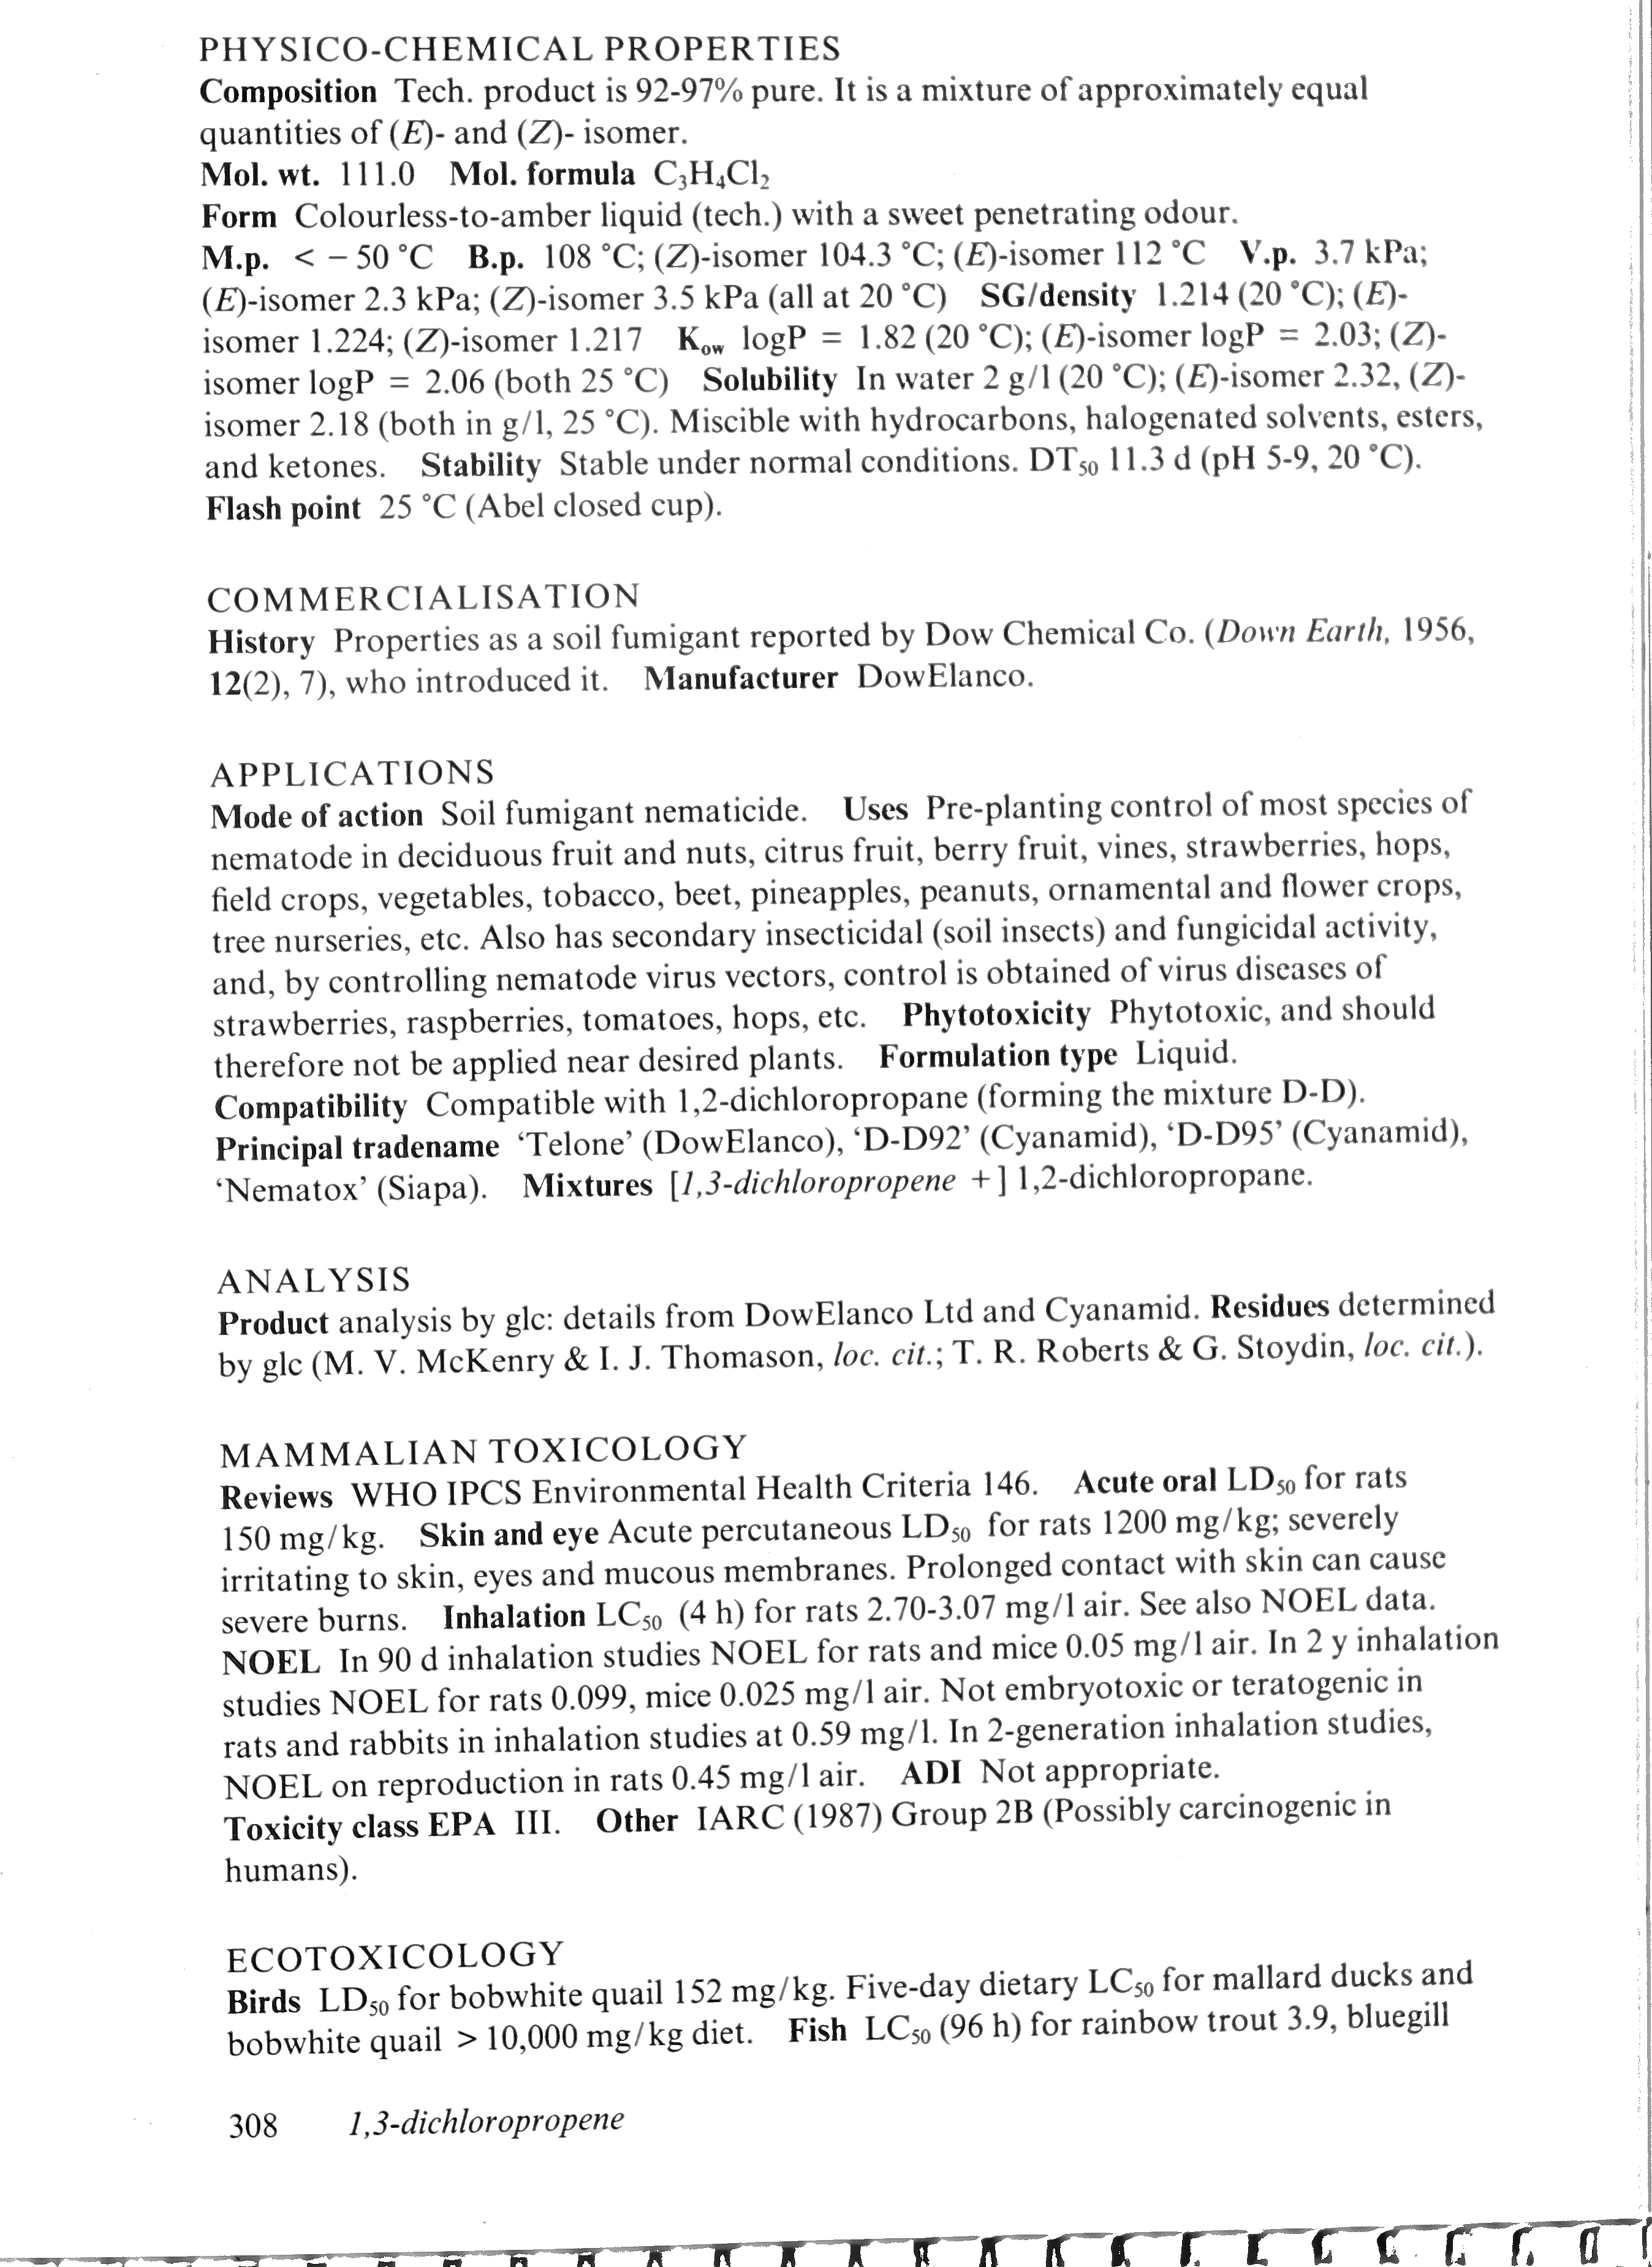 PHYSICO-CHEMICAL PROPERTIES
Composition Tech. product is 92-97% pure. It is a mixture of approximately equal
quantities of (E)- and (Z)- isomer.
Mol. wt. 111.0 Mol. formula C₃H₄Cl₂
Form Colourless-to-amber liquid (tech.) with a sweet penetrating odour.
M.p. < − 50 °C B.p. 108 °C; (Z)-isomer 104.3 °C; (E)-isomer 112 °C V.p. 3.7 kPa;
(E)-isomer 2.3 kPa; (Z)-isomer 3.5 kPa (all at 20 °C) SG/density 1.214 (20 °C); (E)-
isomer 1.224; (Z)-isomer 1.217 Kow logP = 1.82 (20 °C); (E)-isomer logP = 2.03; (Z)-
isomer logP = 2.06 (both 25 °C) Solubility In water 2 g/l (20 °C); (E)-isomer 2.32, (Z)-
isomer 2.18 (both in g/l, 25 °C). Miscible with hydrocarbons, halogenated solvents, esters,
and ketones. Stability Stable under normal conditions. DT₅₀ 11.3 d (pH 5-9, 20 °C).
Flash point 25 °C (Abel closed cup).
COMMERCIALISATION
History Properties as a soil fumigant reported by Dow Chemical Co. (Down Earth, 1956,
12(2), 7), who introduced it. Manufacturer DowElanco.
APPLICATIONS
Mode of action Soil fumigant nematicide. Uses Pre-planting control of most species of
nematode in deciduous fruit and nuts, citrus fruit, berry fruit, vines, strawberries, hops,
field crops, vegetables, tobacco, beet, pineapples, peanuts, ornamental and flower crops,
tree nurseries, etc. Also has secondary insecticidal (soil insects) and fungicidal activity,
and, by controlling nematode virus vectors, control is obtained of virus diseases of
strawberries, raspberries, tomatoes, hops, etc. Phytotoxicity Phytotoxic, and should
therefore not be applied near desired plants. Formulation type Liquid.
Compatibility Compatible with 1,2-dichloropropane (forming the mixture D-D).
Principal tradename ‘Telone’ (DowElanco), ‘D-D92’ (Cyanamid), ‘D-D95’ (Cyanamid),
‘Nematox’ (Siapa). Mixtures [1,3-dichloropropene +] 1,2-dichloropropane.
ANALYSIS
Product analysis by glc: details from DowElanco Ltd and Cyanamid. Residues determined
by glc (M. V. McKenry & I. J. Thomason, loc. cit.; T. R. Roberts & G. Stoydin, loc. cit.).
MAMMALIAN TOXICOLOGY
Reviews WHO IPCS Environmental Health Criteria 146. Acute oral LD₅₀ for rats
150 mg/kg. Skin and eye Acute percutaneous LD₅₀ for rats 1200 mg/kg; severely
irritating to skin, eyes and mucous membranes. Prolonged contact with skin can cause
severe burns. Inhalation LC₅₀ (4 h) for rats 2.70-3.07 mg/l air. See also NOEL data.
NOEL In 90 d inhalation studies NOEL for rats and mice 0.05 mg/l air. In 2 y inhalation
studies NOEL for rats 0.099, mice 0.025 mg/l air. Not embryotoxic or teratogenic in
rats and rabbits in inhalation studies at 0.59 mg/l. In 2-generation inhalation studies,
NOEL on reproduction in rats 0.45 mg/l air. ADI Not appropriate.
Toxicity class EPA III. Other IARC (1987) Group 2B (Possibly carcinogenic in
humans).
ECOTOXICOLOGY
Birds LD₅₀ for bobwhite quail 152 mg/kg. Five-day dietary LC₅₀ for mallard ducks and
bobwhite quail > 10,000 mg/kg diet. Fish LC₅₀ (96 h) for rainbow trout 3.9, bluegill
308 1,3-dichloropropene